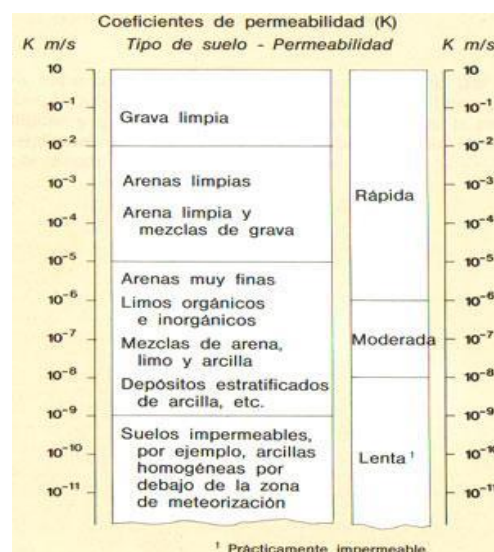 Coeficientes de permeabilidad (K)
K m/s Tipo de suelo - Permeabilidad K m/s
10 10
10⁻¹ 10⁻¹
Grava limpia
10⁻² 10⁻²
Arenas limpias
10⁻³ Rápida 10⁻³
Arena limpia y
mezclas de grava
10⁻⁴ 10⁻⁴
10⁻⁵ 10⁻⁵
Arenas muy finas
10⁻⁶ 10⁻⁶
Limos orgánicos
e inorgánicos
10⁻⁷ Moderada 10⁻⁷
Mezclas de arena,
limo y arcilla
10⁻⁸ 10⁻⁸
Depósitos estratificados
de arcilla, etc.
10⁻⁹ 10⁻⁹
Suelos impermeables,
por ejemplo, arcillas
10⁻¹⁰ Lenta † 10⁻¹⁰
homogéneas por
debajo de la zona
10⁻¹¹ 10⁻¹¹
de meteorización
† Prácticamente impermeable